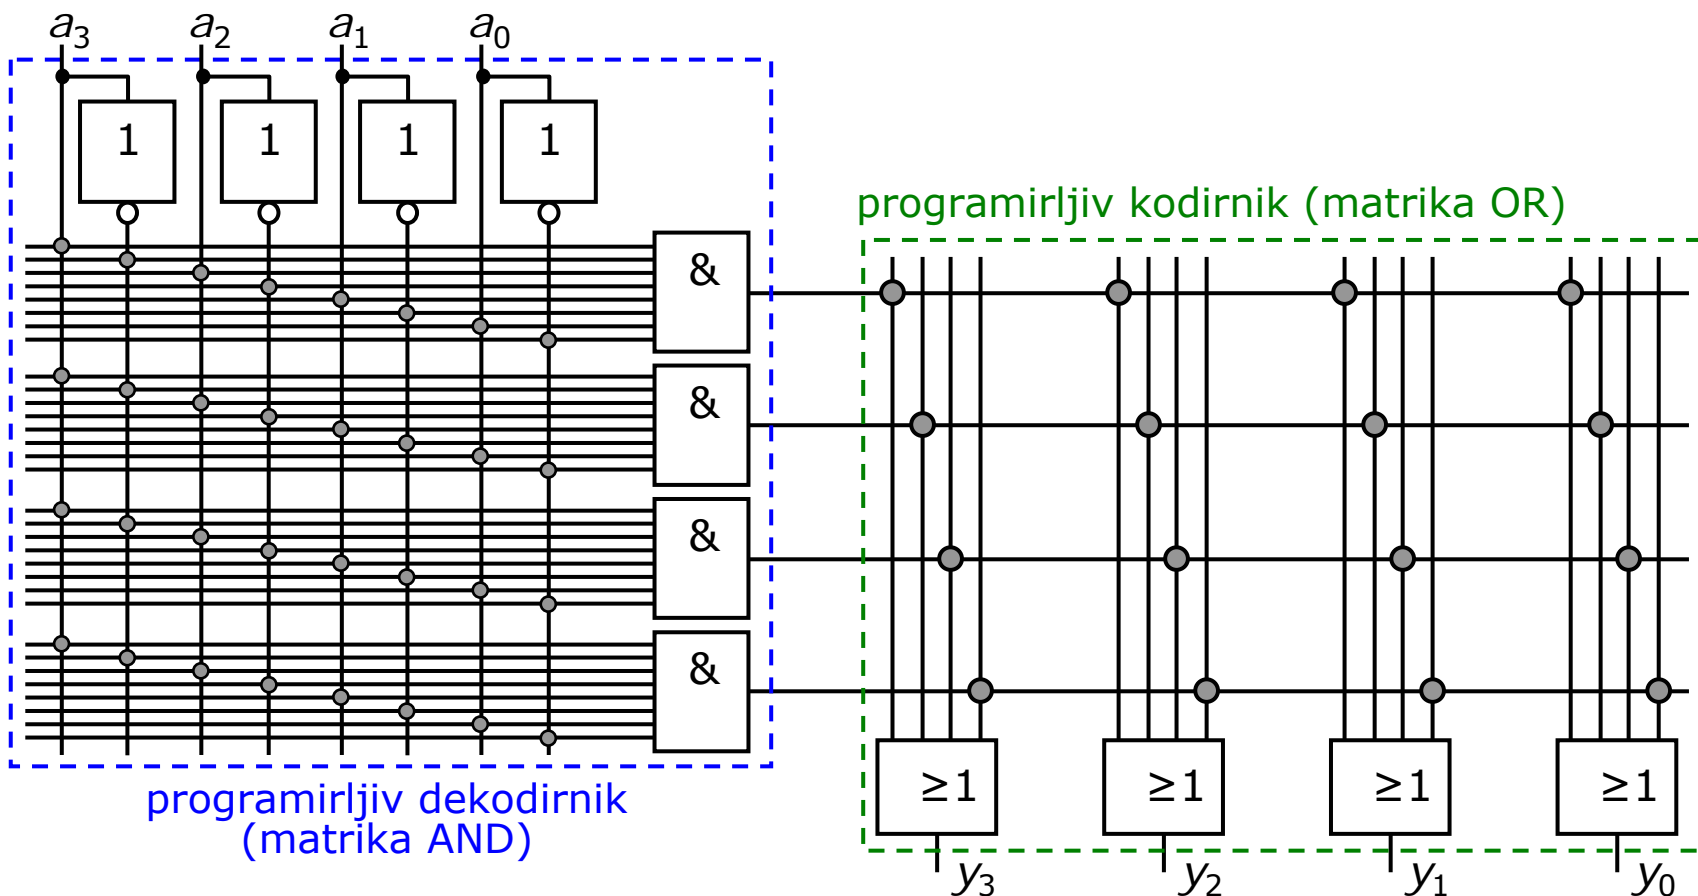 a3 a2 a1 a0
1 1 1 1
programirljiv kodirnik (matrika OR)
&
&
&
&
≥1 ≥1 ≥1 ≥1
programirljiv dekodirnik
(matrika AND)
y3 y2 y1 y0